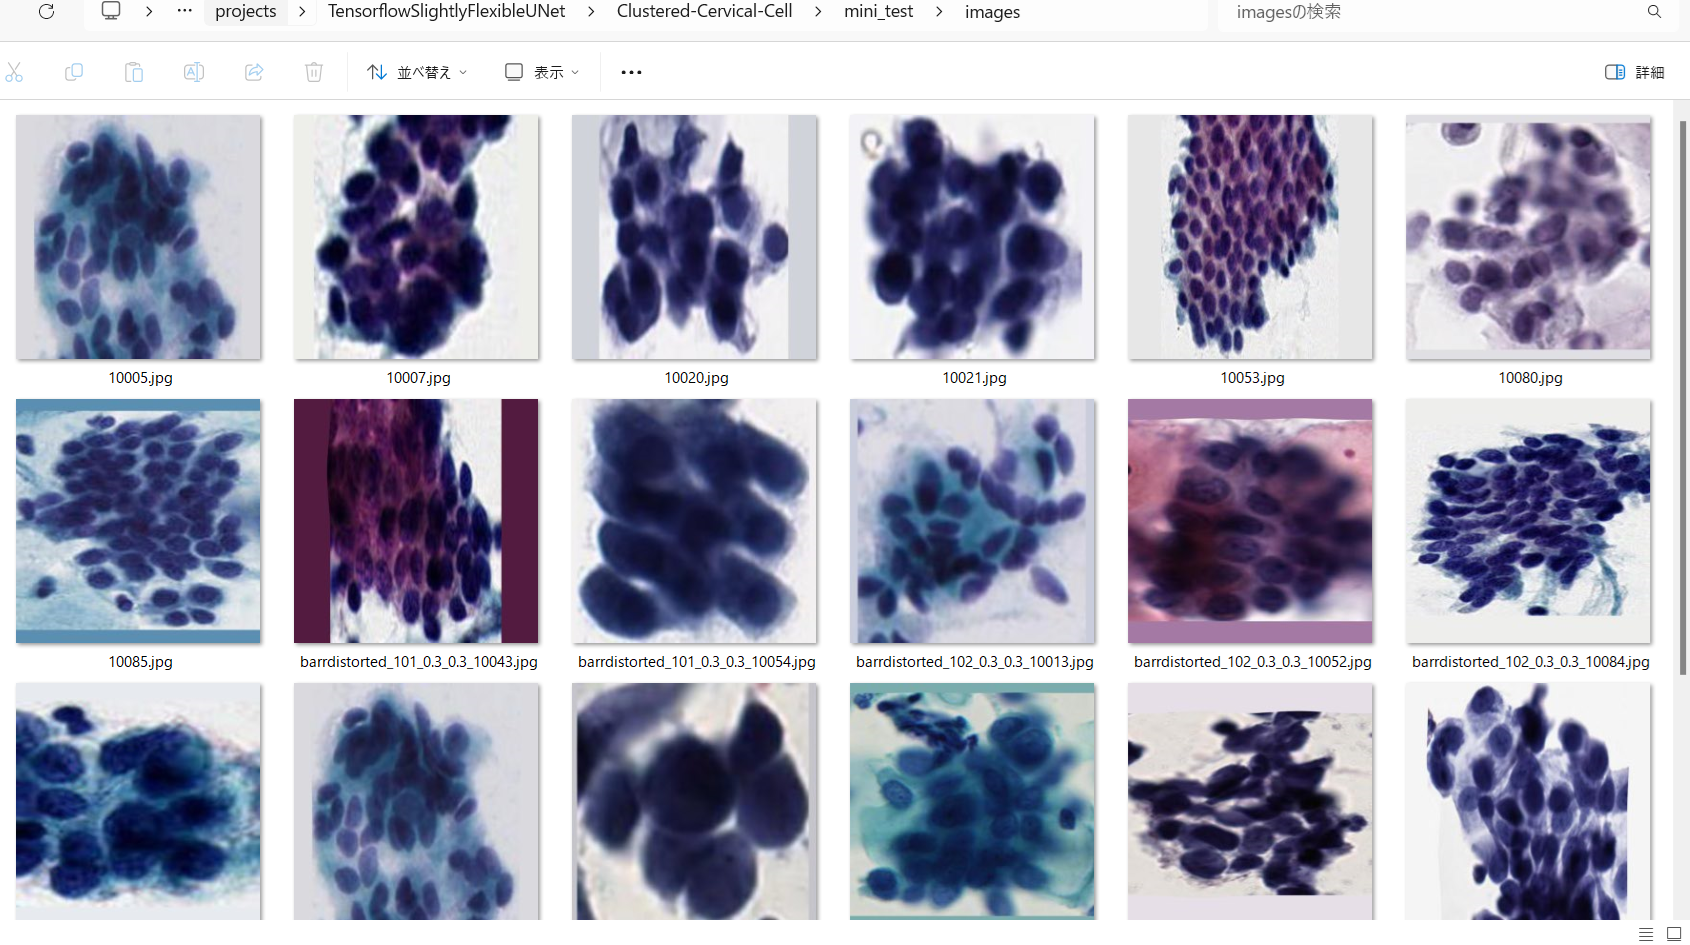 projects > TensorflowSlightlyFlexibleUNet > Clustered-Cervical-Cell > mini_test > images
imagesの検索
並べ替え 表示 詳細
10005.jpg 10007.jpg 10020.jpg 10021.jpg 10053.jpg 10080.jpg
10085.jpg barrdistorted_101_0.3_0.3_10043.jpg barrdistorted_101_0.3_0.3_10054.jpg barrdistorted_102_0.3_0.3_10013.jpg barrdistorted_102_0.3_0.3_10052.jpg barrdistorted_102_0.3_0.3_10084.jpg